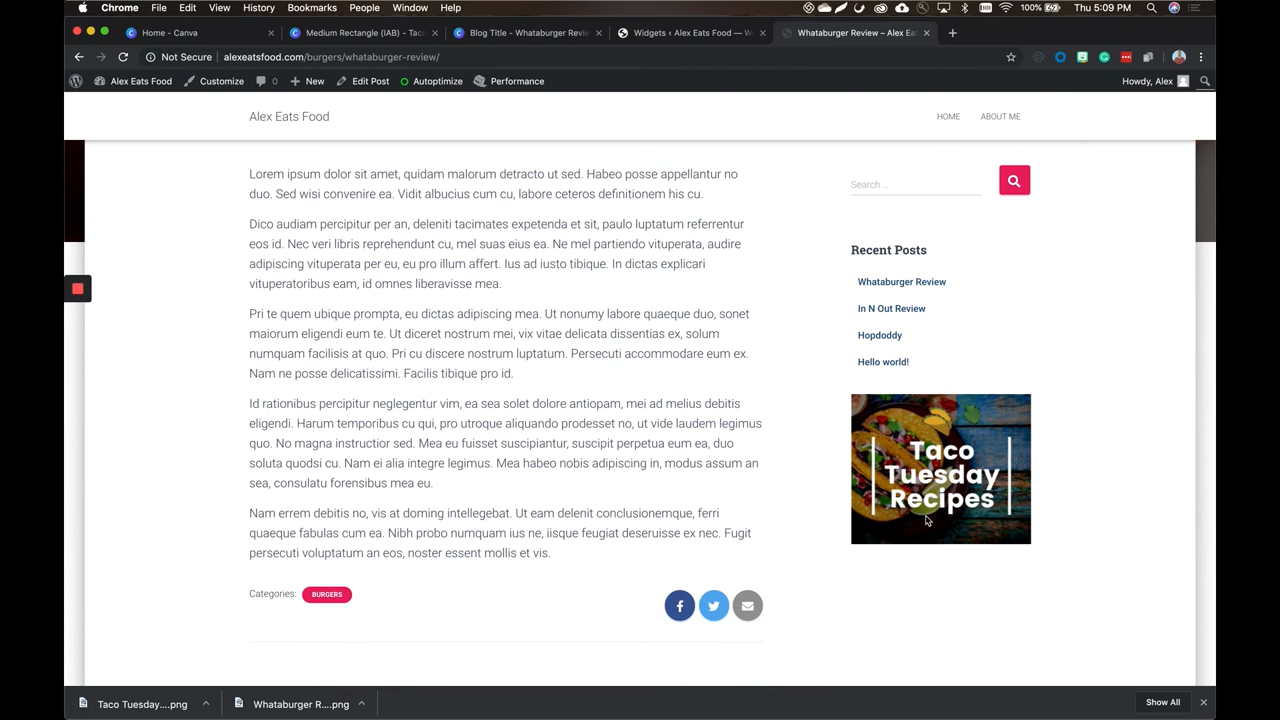 Chrome File Edit View History Bookmarks People Window Help 100% Thu 5:09 PM
Home - Canva
Medium Rectangle (IAB) - Tac
Blog Title - Whataburger Revie
Widgets ‹ Alex Eats Food — W
Whataburger Review – Alex Ea
Not Secure alexeatsfood.com/burgers/whataburger-review/
Alex Eats Food Customize 0 New Edit Post Autoptimize Performance Howdy, Alex
Alex Eats Food HOME ABOUT ME
Lorem ipsum dolor sit amet, quidam malorum detracto ut sed. Habeo posse appellantur no
duo. Sed wisi convenire ea. Vidit albucius cum cu, labore ceteros definitionem his cu.
Dico audiam percipitur per an, deleniti tacimates expetenda et sit, paulo luptatum referrentur
eos id. Nec veri libris reprehendunt cu, mel suas eius ea. Ne mel partiendo vituperata, audire
adipiscing vituperata per eu, eu pro illum affert. Ius ad iusto tibique. In dictas explicari
vituperatoribus eam, id omnes liberavisse mea.
Pri te quem ubique prompta, eu dictas adipiscing mea. Ut nonumy labore quaeque duo, sonet
maiorum eligendi eum te. Ut diceret nostrum mei, vix vitae delicata dissentias ex, solum
numquam facilisis at quo. Pri cu discere nostrum luptatum. Persecuti accommodare eum ex.
Nam ne posse delicatissimi. Facilis tibique pro id.
Id rationibus percipitur neglegentur vim, ea sea solet dolore antiopam, mei ad melius debitis
eligendi. Harum temporibus cu qui, pro utroque aliquando prodesset no, ut vide laudem legimus
quo. No magna instructior sed. Mea eu fuisset suscipiantur, suscipit perpetua eum ea, duo
soluta quodsi cu. Nam ei alia integre legimus. Mea habeo nobis adipiscing in, modus assum an
sea, consulatu forensibus mea eu.
Nam errem debitis no, vis at doming intellegebat. Ut eam delenit conclusionemque, ferri
quaeque fabulas cum ea. Nihil probo numquam ius ne, iisque feugiat deseruisse ex nec. Fugit
persecuti voluptatum an eos, noster essent mollis et vis.
Categories: BURGERS
Search …
Recent Posts
Whataburger Review
In N Out Review
Hopdoddy
Hello world!
Taco
Tuesday
Recipes
Taco Tuesday....png
Whataburger R....png
Show All